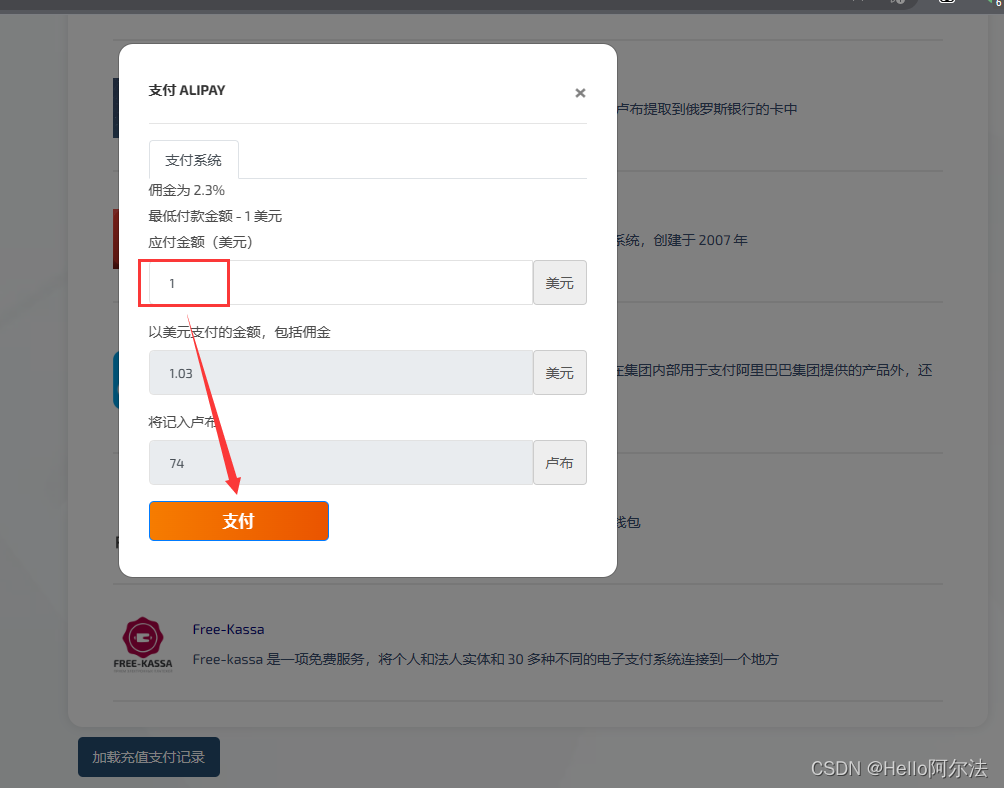 支付 ALIPAY
×
卢布提取到俄罗斯银行的卡中
支付系统
佣金为 2.3%
最低付款金额 - 1 美元
应付金额（美元）
系统，创建于 2007 年
1
美元
以美元支付的金额，包括佣金
1.03
美元
在集团内部用于支付阿里巴巴集团提供的产品外，还
将记入卢布
74
卢布
支付
钱包
Free-Kassa
FREE-KASSA
Free-kassa 是一项免费服务，将个人和法人实体和 30 多种不同的电子支付系统连接到一个地方
加载充值支付记录
CSDN @Hello阿尔法